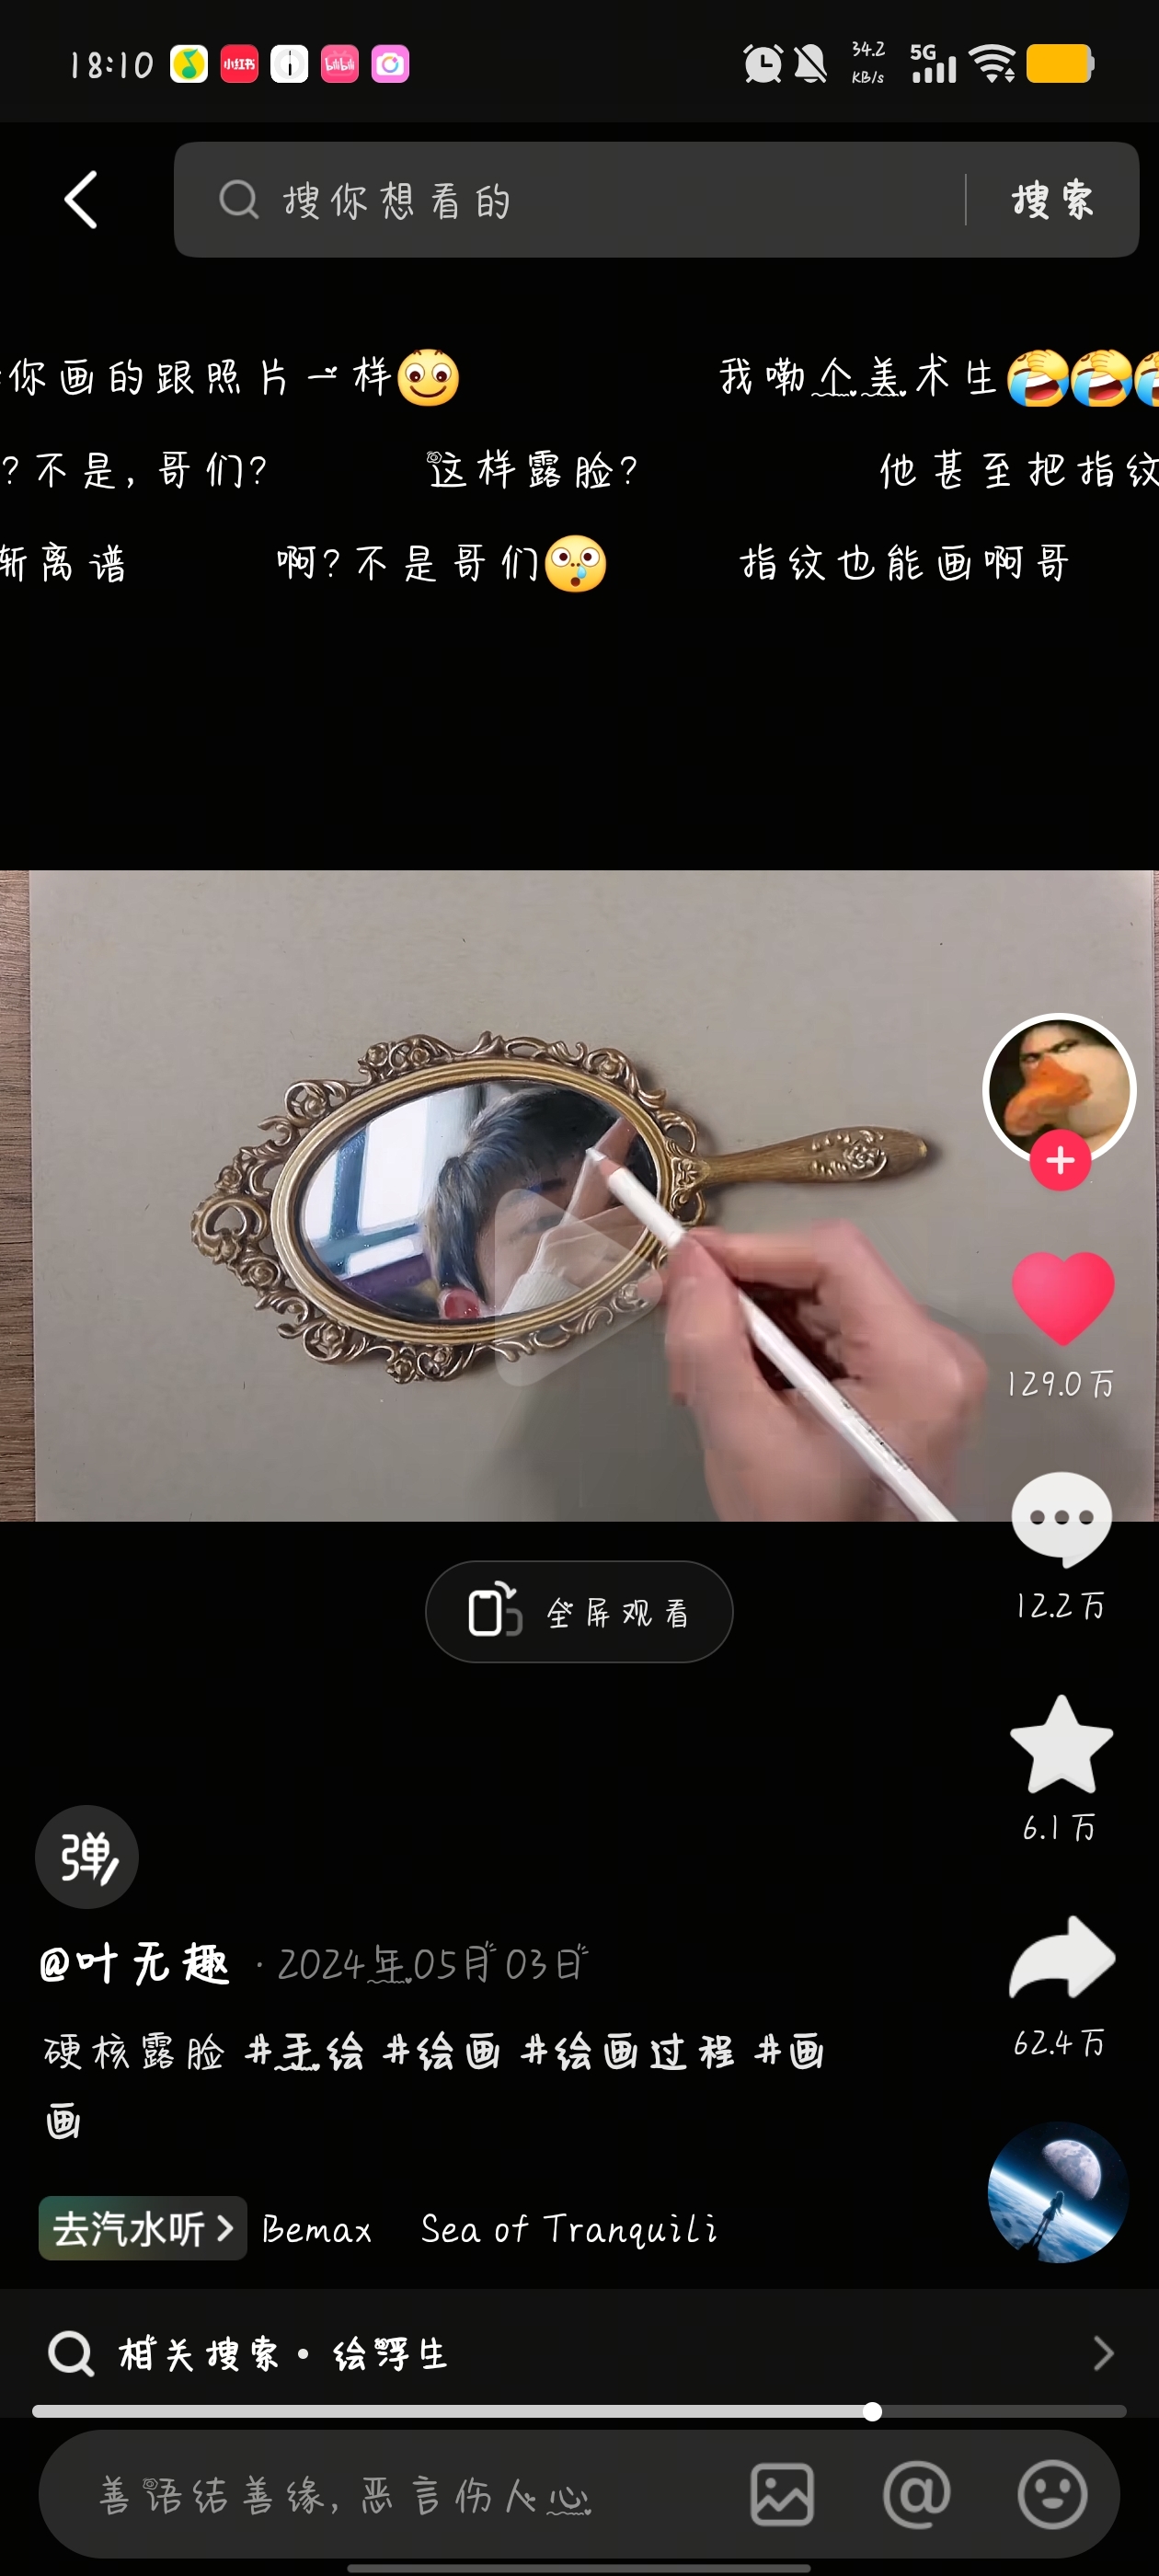 18:10 小红书 bilibili 34.2 KB/s 5G
搜你想看的 搜索
你画的跟照片一样 我嘞个美术生
?不是,哥们? 这样露脸? 他甚至把指纹
渐离谱 啊?不是哥们 指纹也能画啊哥
129.0万
12.2万
全屏观看
6.1万
弹
@叶无趣 · 2024年05月03日
62.4万
硬核露脸 #手绘 #绘画 #绘画过程 #画
画
去汽水听 Bemax Sea of Tranquili
相关搜索 · 绘浮生
善语结善缘,恶言伤人心 @